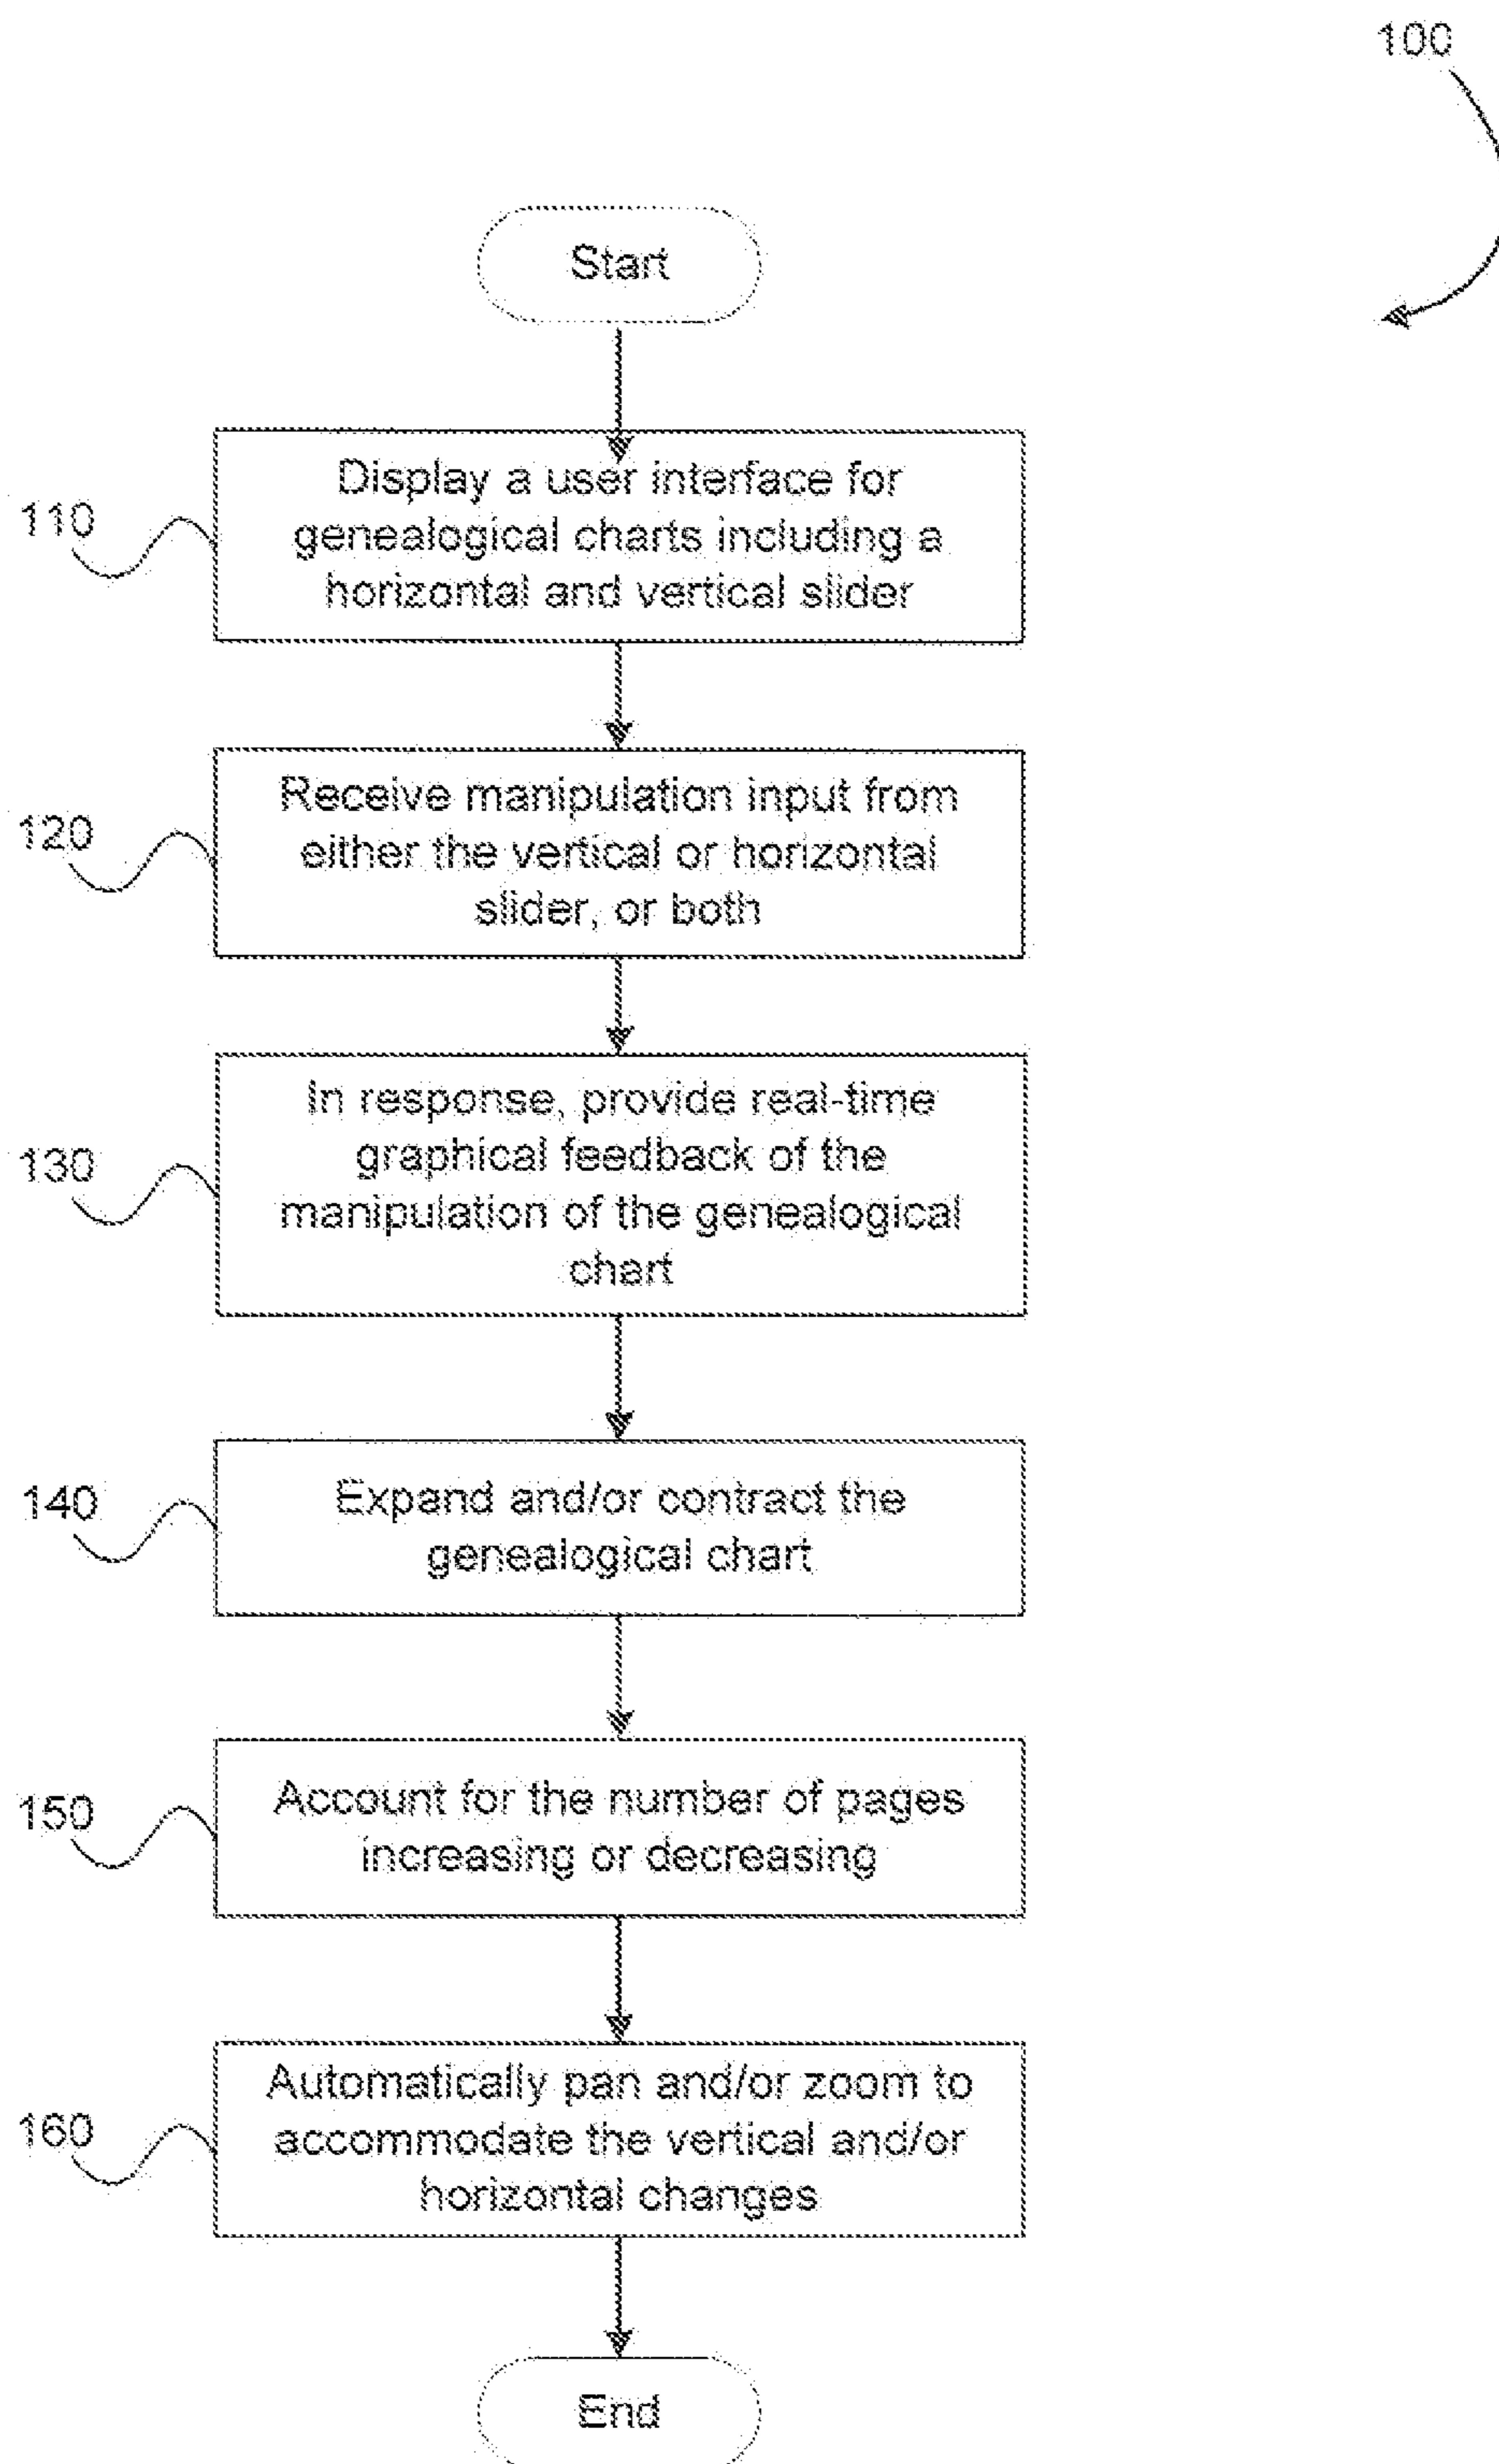 100
Start
110
Display a user interface for
genealogical charts including a
horizontal and vertical slider
120
Receive manipulation input from
either the vertical or horizontal
slider, or both
130
In response, provide real-time
graphical feedback of the
manipulation of the genealogical
chart
140
Expand and/or contract the
genealogical chart
150
Account for the number of pages
increasing or decreasing
160
Automatically pan and/or zoom to
accommodate the vertical and/or
horizontal changes
End